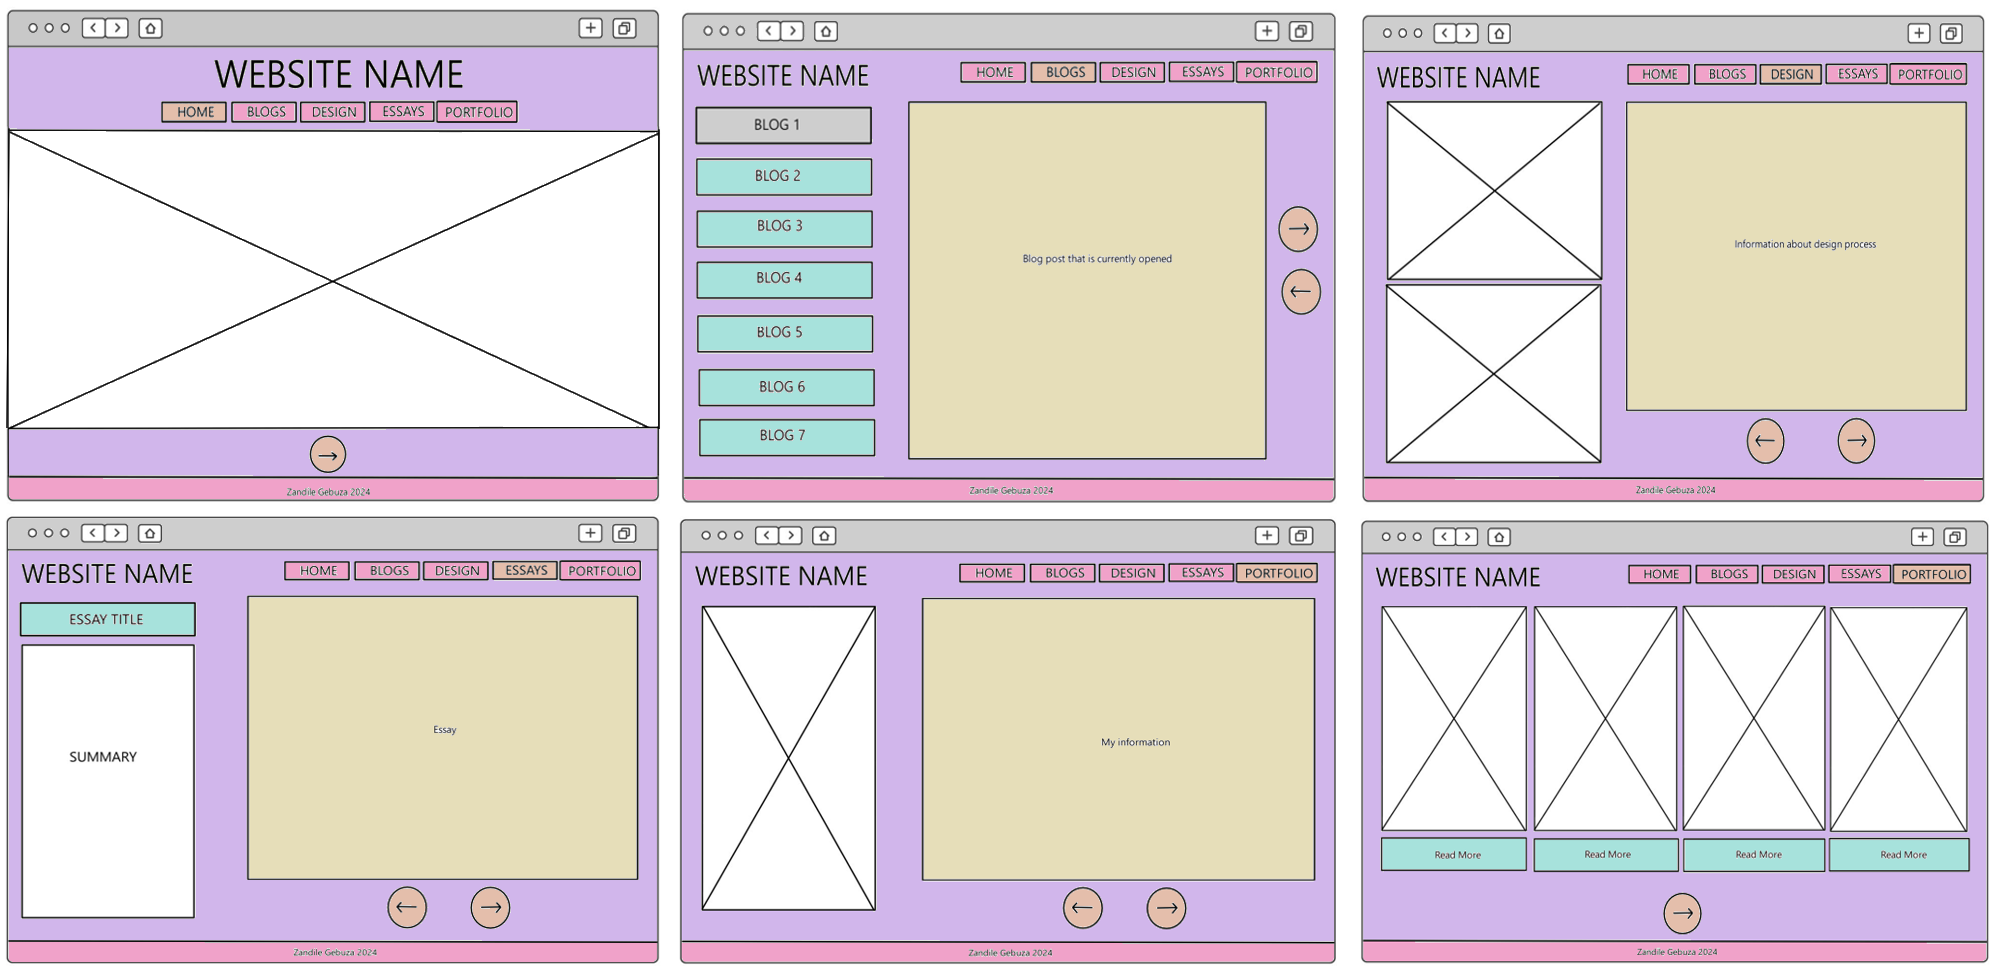 WEBSITE NAME
HOME BLOGS DESIGN ESSAYS PORTFOLIO
Zandile Gebuza 2024
WEBSITE NAME
HOME BLOGS DESIGN ESSAYS PORTFOLIO
BLOG 1
BLOG 2
BLOG 3
BLOG 4
BLOG 5
BLOG 6
BLOG 7
Blog post that is currently opened
Zandile Gebuza 2024
WEBSITE NAME
HOME BLOGS DESIGN ESSAYS PORTFOLIO
Information about design process
Zandile Gebuza 2024
WEBSITE NAME
HOME BLOGS DESIGN ESSAYS PORTFOLIO
ESSAY TITLE
SUMMARY
Essay
Zandile Gebuza 2024
WEBSITE NAME
HOME BLOGS DESIGN ESSAYS PORTFOLIO
My information
Zandile Gebuza 2024
WEBSITE NAME
HOME BLOGS DESIGN ESSAYS PORTFOLIO
Read More Read More Read More Read More
Zandile Gebuza 2024